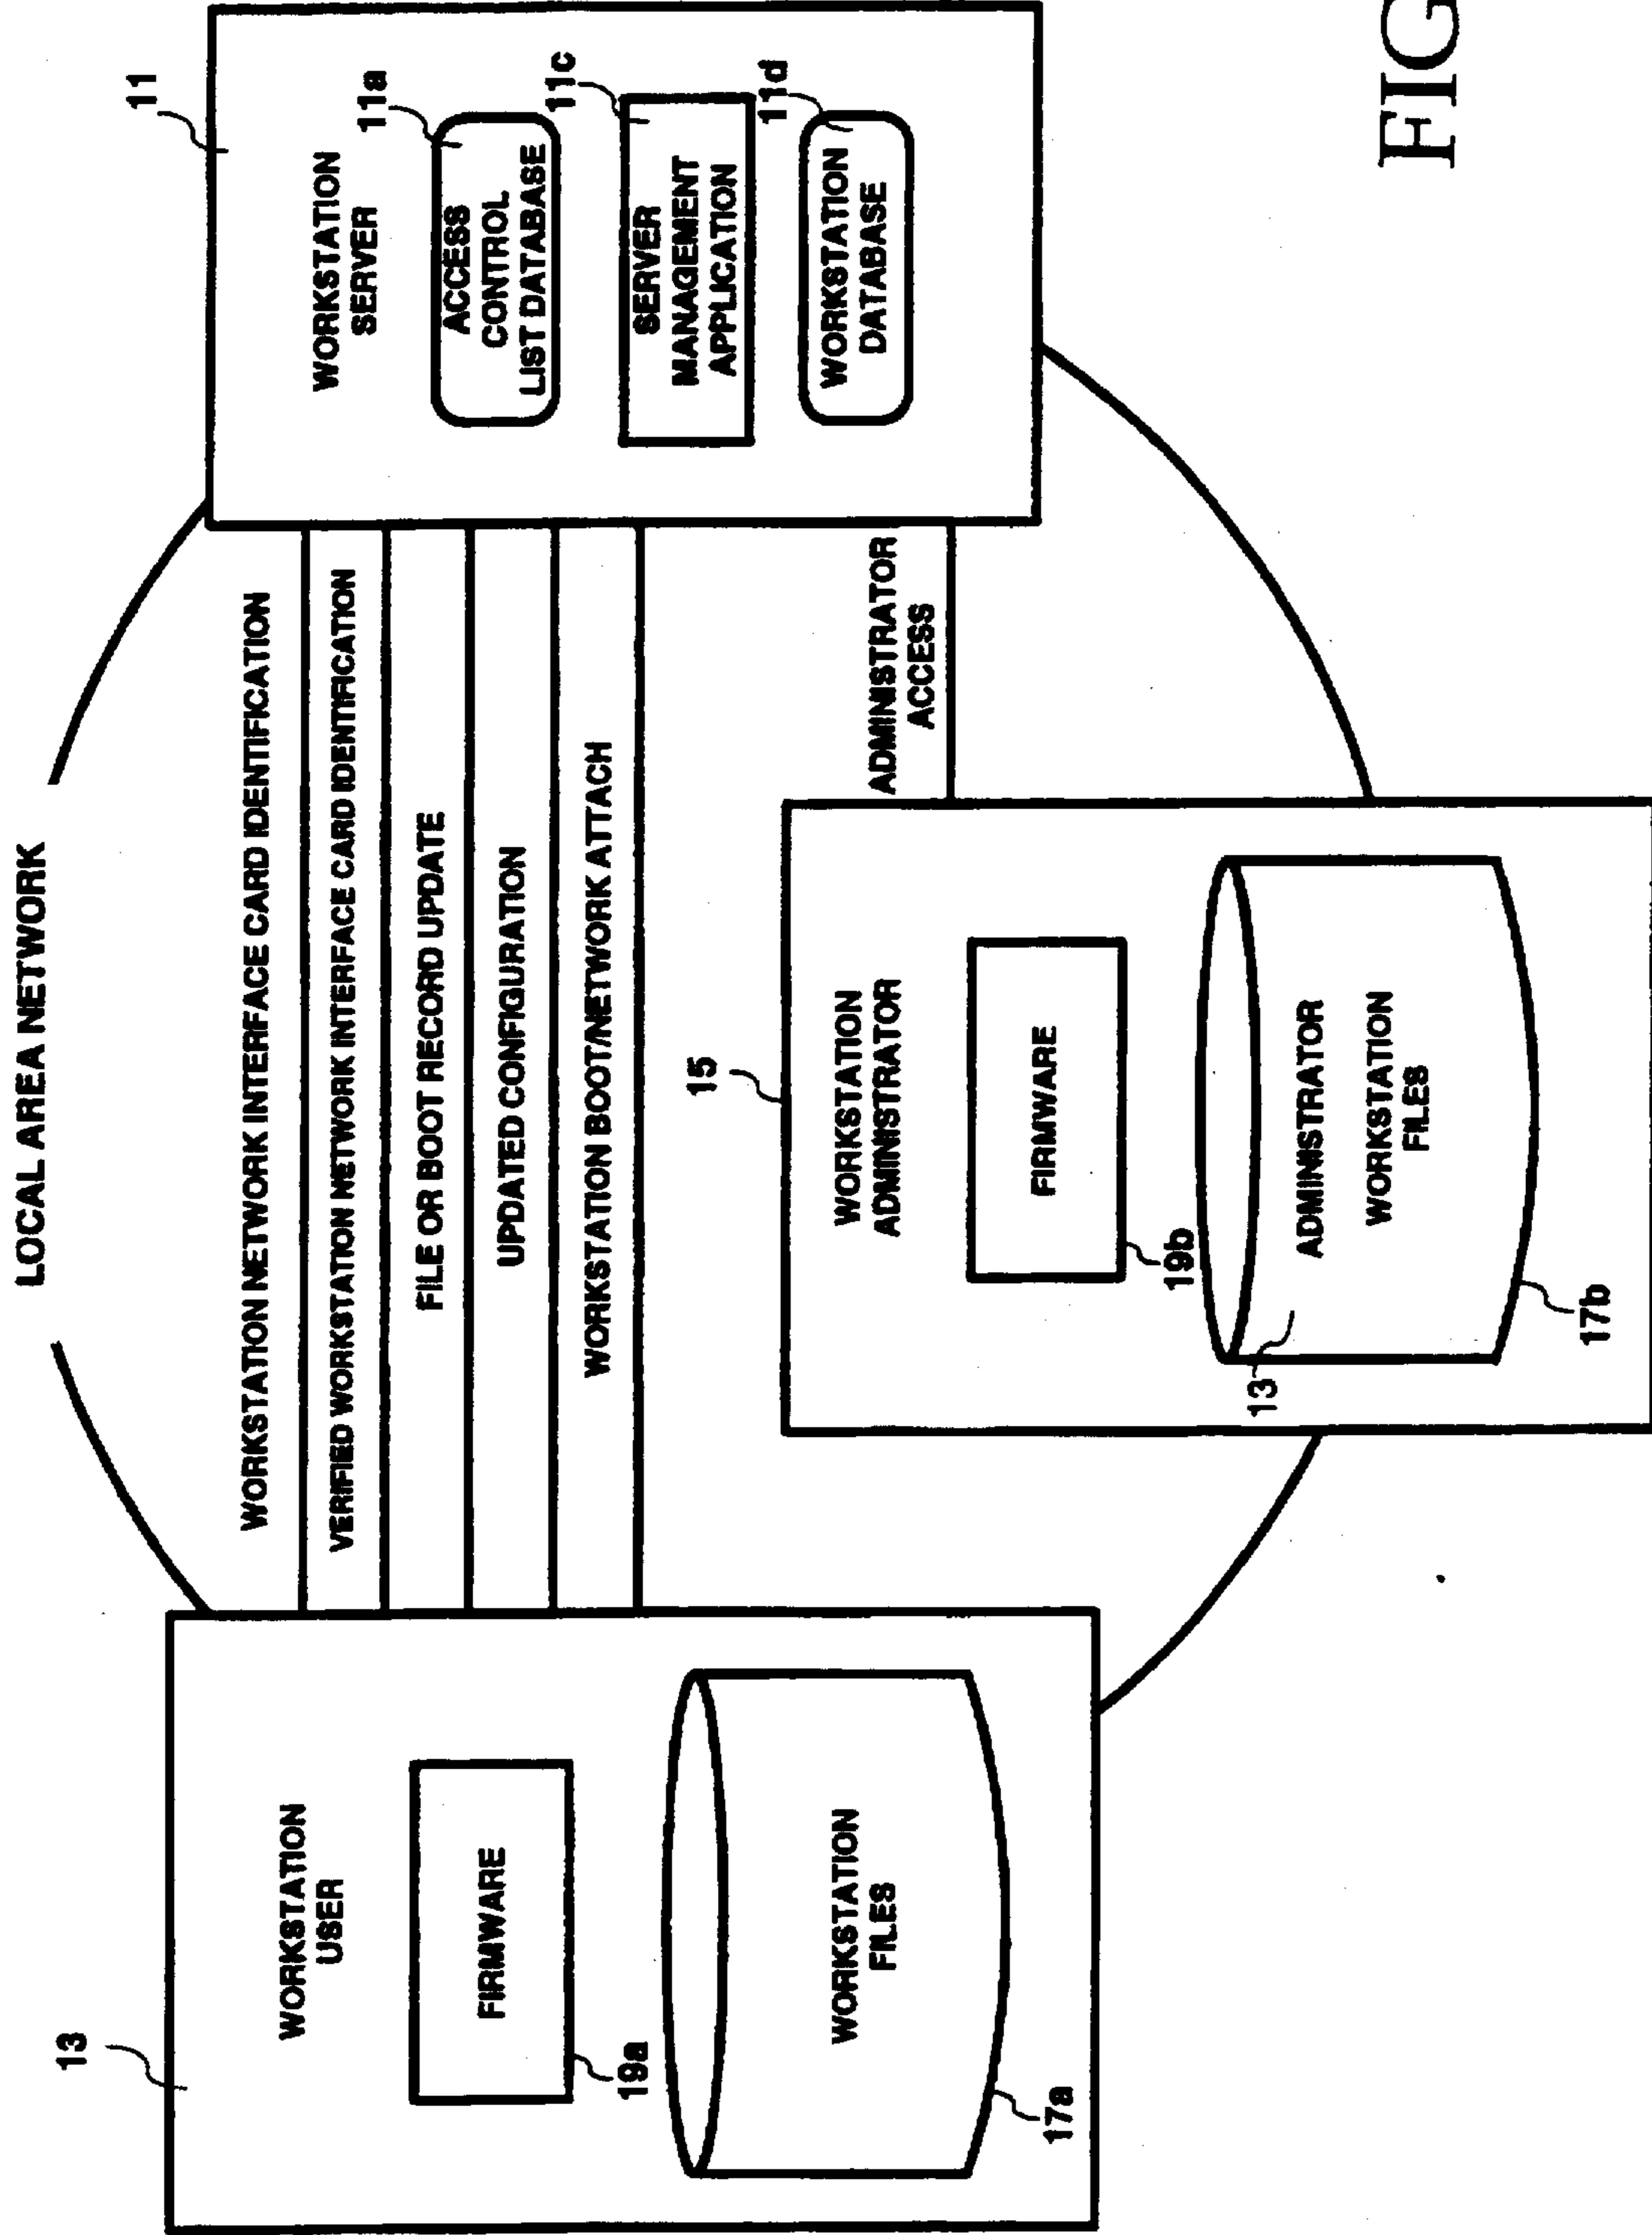 LOCAL AREA NETWORK
13
WORKSTATION
USER
FIRMWARE
19a
WORKSTATION
FILES
17a
WORKSTATION NETWORK INTERFACE CARD IDENTIFICATION
VERIFIED WORKSTATION NETWORK INTERFACE CARD IDENTIFICATION
FILE OR BOOT RECORD UPDATE
UPDATED CONFIGURATION
WORKSTATION BOOT/NETWORK ATTACH
ADMINISTRATOR
ACCESS
15
WORKSTATION
ADMINISTRATOR
FIRMWARE
19b
13
ADMINISTRATOR
WORKSTATION
FILES
17b
11
WORKSTATION
SERVER
11a
ACCESS
CONTROL
LIST DATABASE
11c
SERVER
MANAGEMENT
APPLICATION
11d
WORKSTATION
DATABASE
FIG